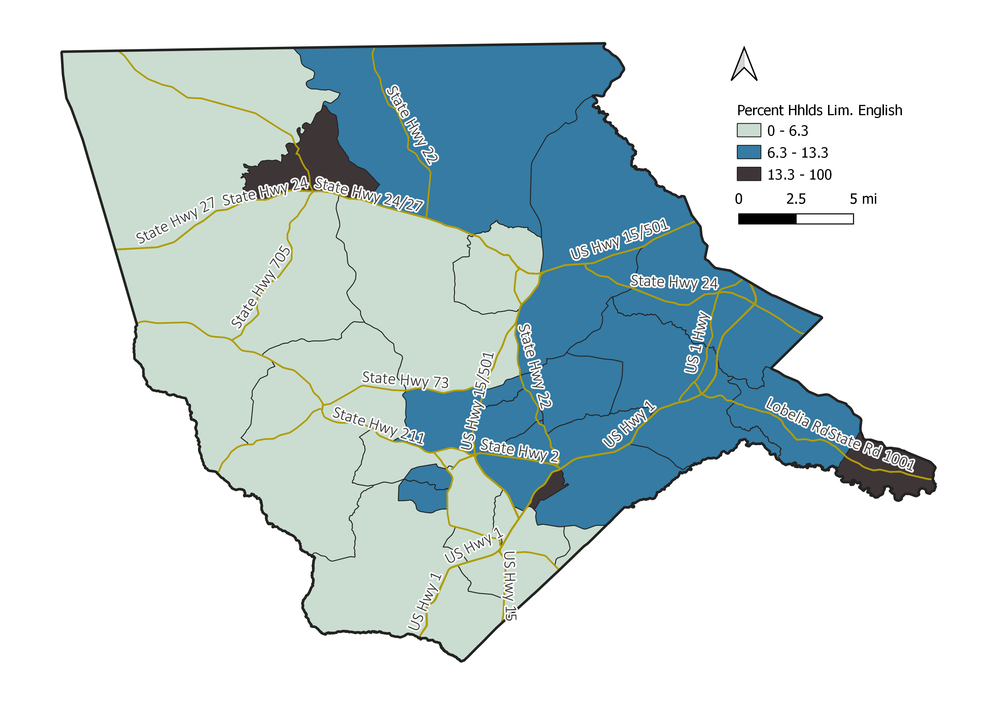 State Hwy 22
Percent Hhlds Lim. English
0 - 6.3
6.3 - 13.3
13.3 - 100
0 2.5 5 mi
State Hwy 27
State Hwy 24
State Hwy 24/27
US Hwy 15/501
State Hwy 705
State Hwy 24
US 1 Hwy
State Hwy 22
US Hwy 15/501
State Hwy 73
State Hwy 211
US Hwy 1
Lobelia Rd
State Rd 1001
State Hwy 2
US Hwy 1
US Hwy 1
US Hwy 15